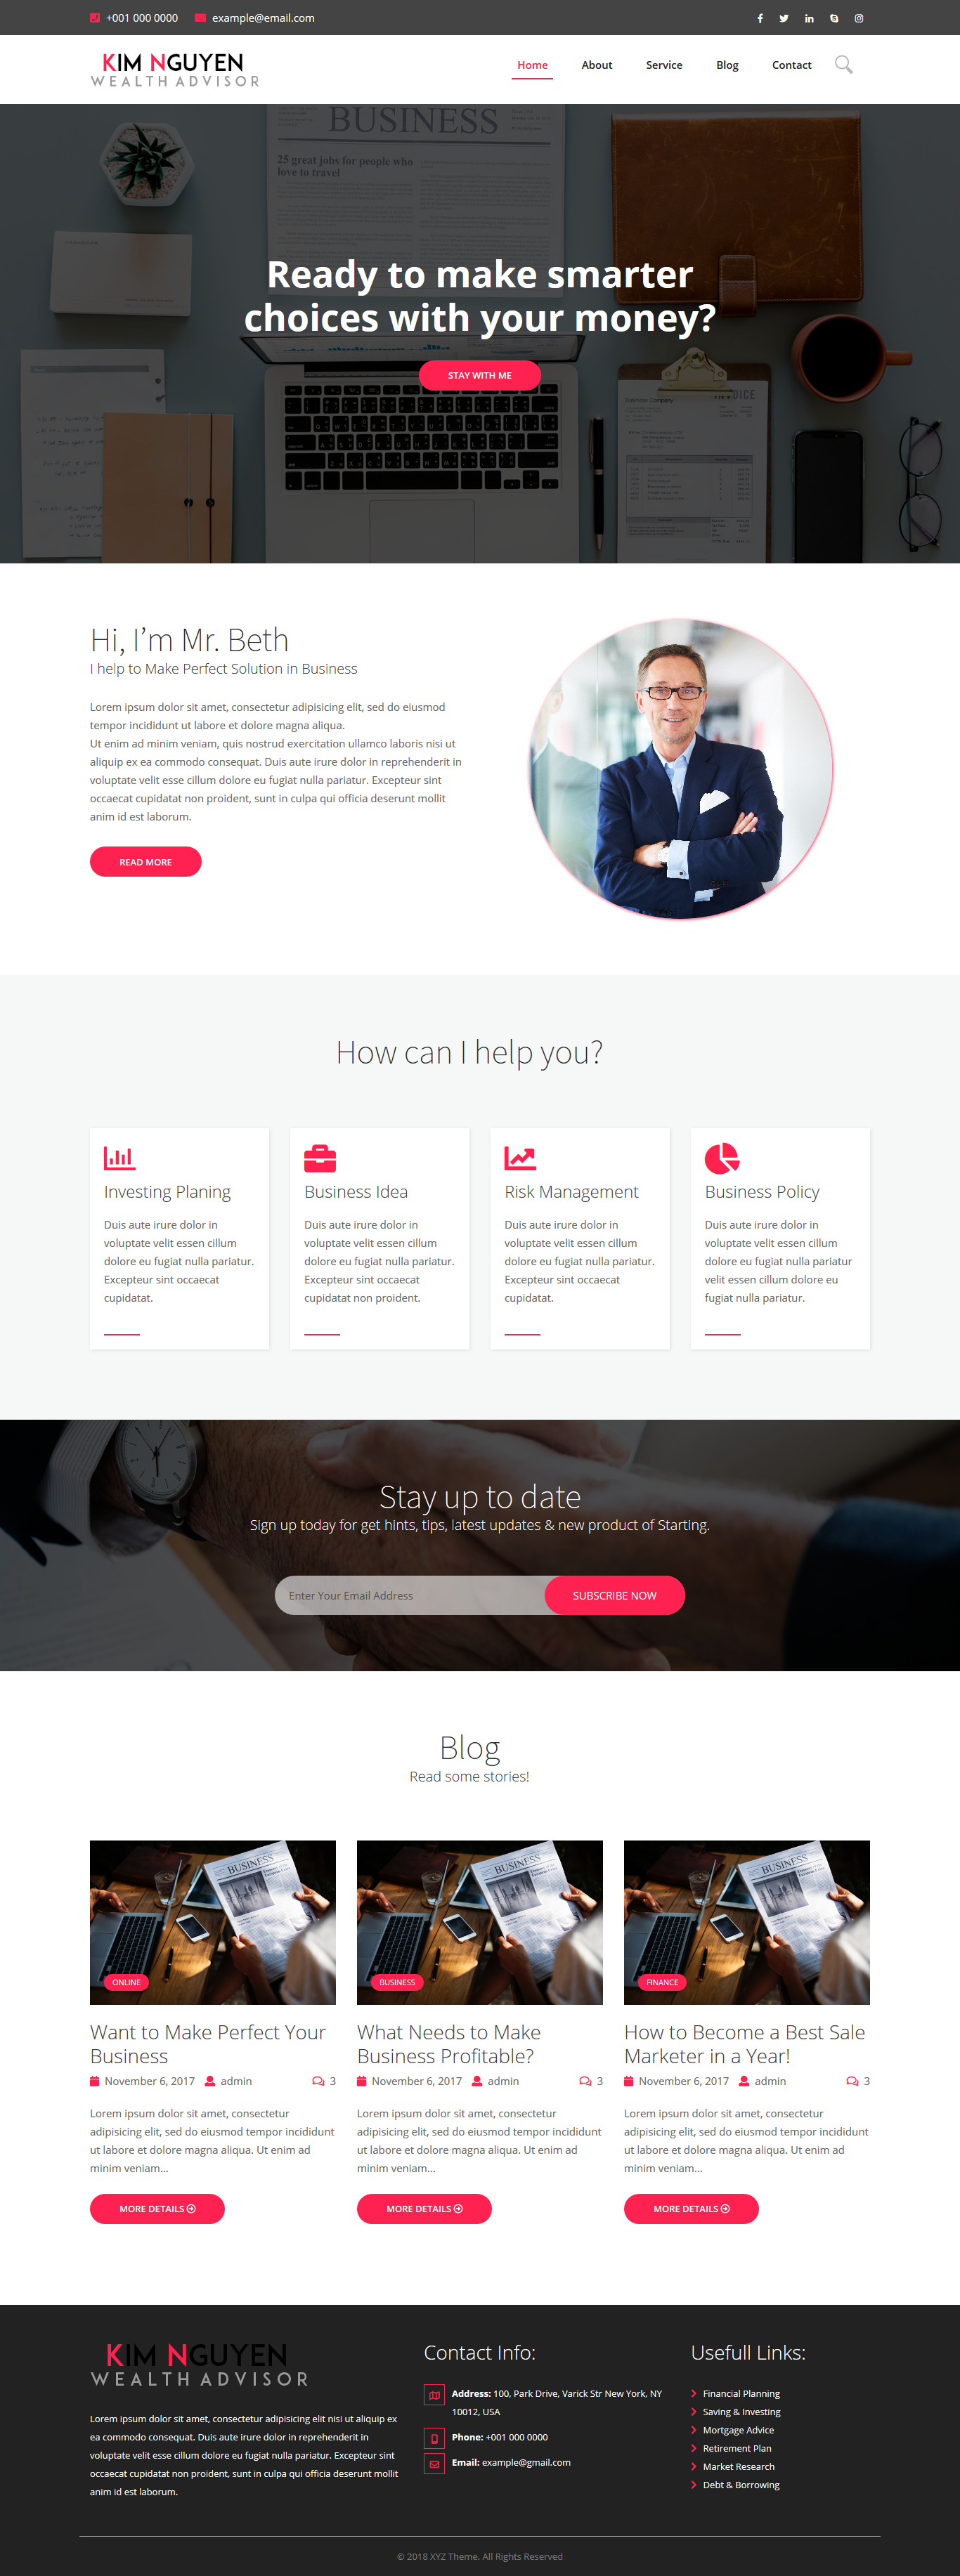 +001 000 0000 example@email.com
KIM NGUYEN
WEALTH ADVISOR
Home About Service Blog Contact
BUSINESS
25 great jobs for people who
love to travel
INVOICE
Ready to make smarter
choices with your money?
STAY WITH ME
Hi, I’m Mr. Beth
I help to Make Perfect Solution in Business
Lorem ipsum dolor sit amet, consectetur adipisicing elit, sed do eiusmod
tempor incididunt ut labore et dolore magna aliqua.
Ut enim ad minim veniam, quis nostrud exercitation ullamco laboris nisi ut
aliquip ex ea commodo consequat. Duis aute irure dolor in reprehenderit in
voluptate velit esse cillum dolore eu fugiat nulla pariatur. Excepteur sint
occaecat cupidatat non proident, sunt in culpa qui officia deserunt mollit
anim id est laborum.
READ MORE
How can I help you?
Investing Planing
Duis aute irure dolor in
voluptate velit essen cillum
dolore eu fugiat nulla pariatur.
Excepteur sint occaecat
cupidatat.
Business Idea
Duis aute irure dolor in
voluptate velit essen cillum
dolore eu fugiat nulla pariatur.
Excepteur sint occaecat
cupidatat non proident.
Risk Management
Duis aute irure dolor in
voluptate velit essen cillum
dolore eu fugiat nulla pariatur.
Excepteur sint occaecat
cupidatat.
Business Policy
Duis aute irure dolor in
voluptate velit essen cillum
dolore eu fugiat nulla pariatur
velit essen cillum dolore eu
fugiat nulla pariatur.
Stay up to date
Sign up today for get hints, tips, latest updates & new product of Starting.
Enter Your Email Address SUBSCRIBE NOW
Blog
Read some stories!
BUSINESS
ONLINE
Want to Make Perfect Your
Business
November 6, 2017 admin 3
Lorem ipsum dolor sit amet, consectetur
adipisicing elit, sed do eiusmod tempor incididunt
ut labore et dolore magna aliqua. Ut enim ad
minim veniam...
MORE DETAILS
BUSINESS
BUSINESS
What Needs to Make
Business Profitable?
November 6, 2017 admin 3
Lorem ipsum dolor sit amet, consectetur
adipisicing elit, sed do eiusmod tempor incididunt
ut labore et dolore magna aliqua. Ut enim ad
minim veniam...
MORE DETAILS
BUSINESS
FINANCE
How to Become a Best Sale
Marketer in a Year!
November 6, 2017 admin 3
Lorem ipsum dolor sit amet, consectetur
adipisicing elit, sed do eiusmod tempor incididunt
ut labore et dolore magna aliqua. Ut enim ad
minim veniam...
MORE DETAILS
KIM NGUYEN
WEALTH ADVISOR
Lorem ipsum dolor sit amet, consectetur adipisicing elit nisi ut aliquip ex
ea commodo consequat. Duis aute irure dolor in reprehenderit in
voluptate velit esse cillum dolore eu fugiat nulla pariatur. Excepteur sint
occaecat cupidatat non proident, sunt in culpa qui officia deserunt mollit
anim id est laborum.
Contact Info:
Address: 100, Park Drive, Varick Str New York, NY
10012, USA
Phone: +001 000 0000
Email: example@gmail.com
Usefull Links:
Financial Planning
Saving & Investing
Mortgage Advice
Retirement Plan
Market Research
Debt & Borrowing
© 2018 XYZ Theme. All Rights Reserved